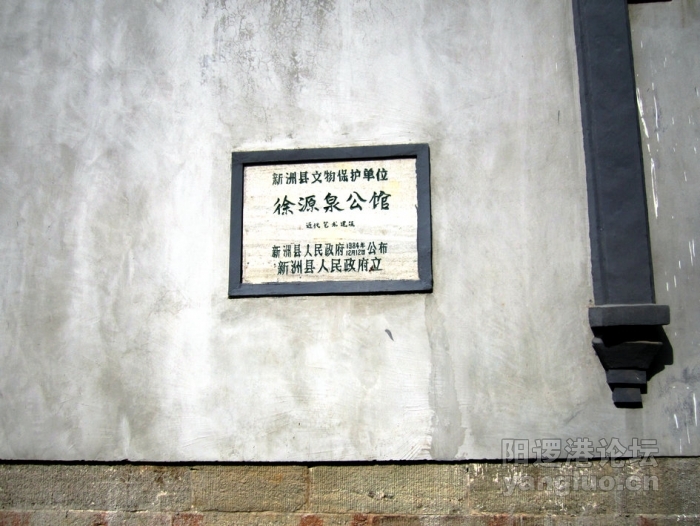 新洲县文物保护单位
徐源泉公馆
近代艺术建筑
新洲县人民政府1984年12月12日公布
新洲县人民政府立
阳逻港论坛
yangluo.cn